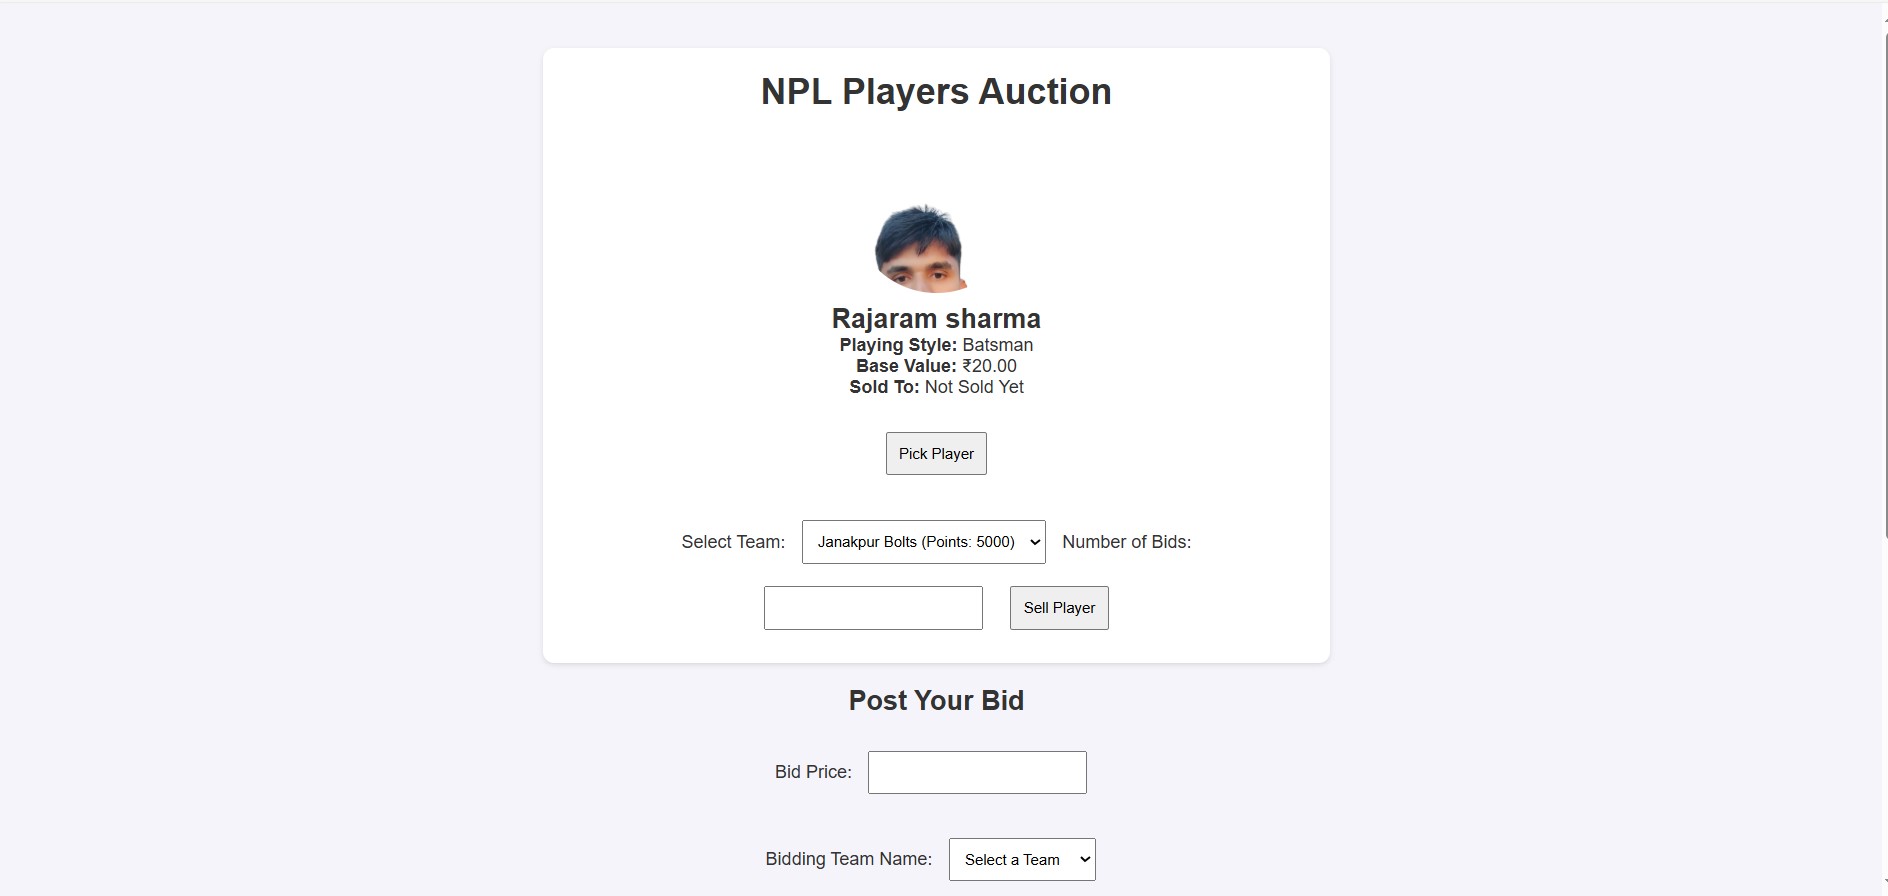 NPL Players Auction
Rajaram sharma
Playing Style: Batsman
Base Value: ₹20.00
Sold To: Not Sold Yet
Pick Player
Select Team: Janakpur Bolts (Points: 5000) Number of Bids:
Sell Player
Post Your Bid
Bid Price:
Bidding Team Name: Select a Team